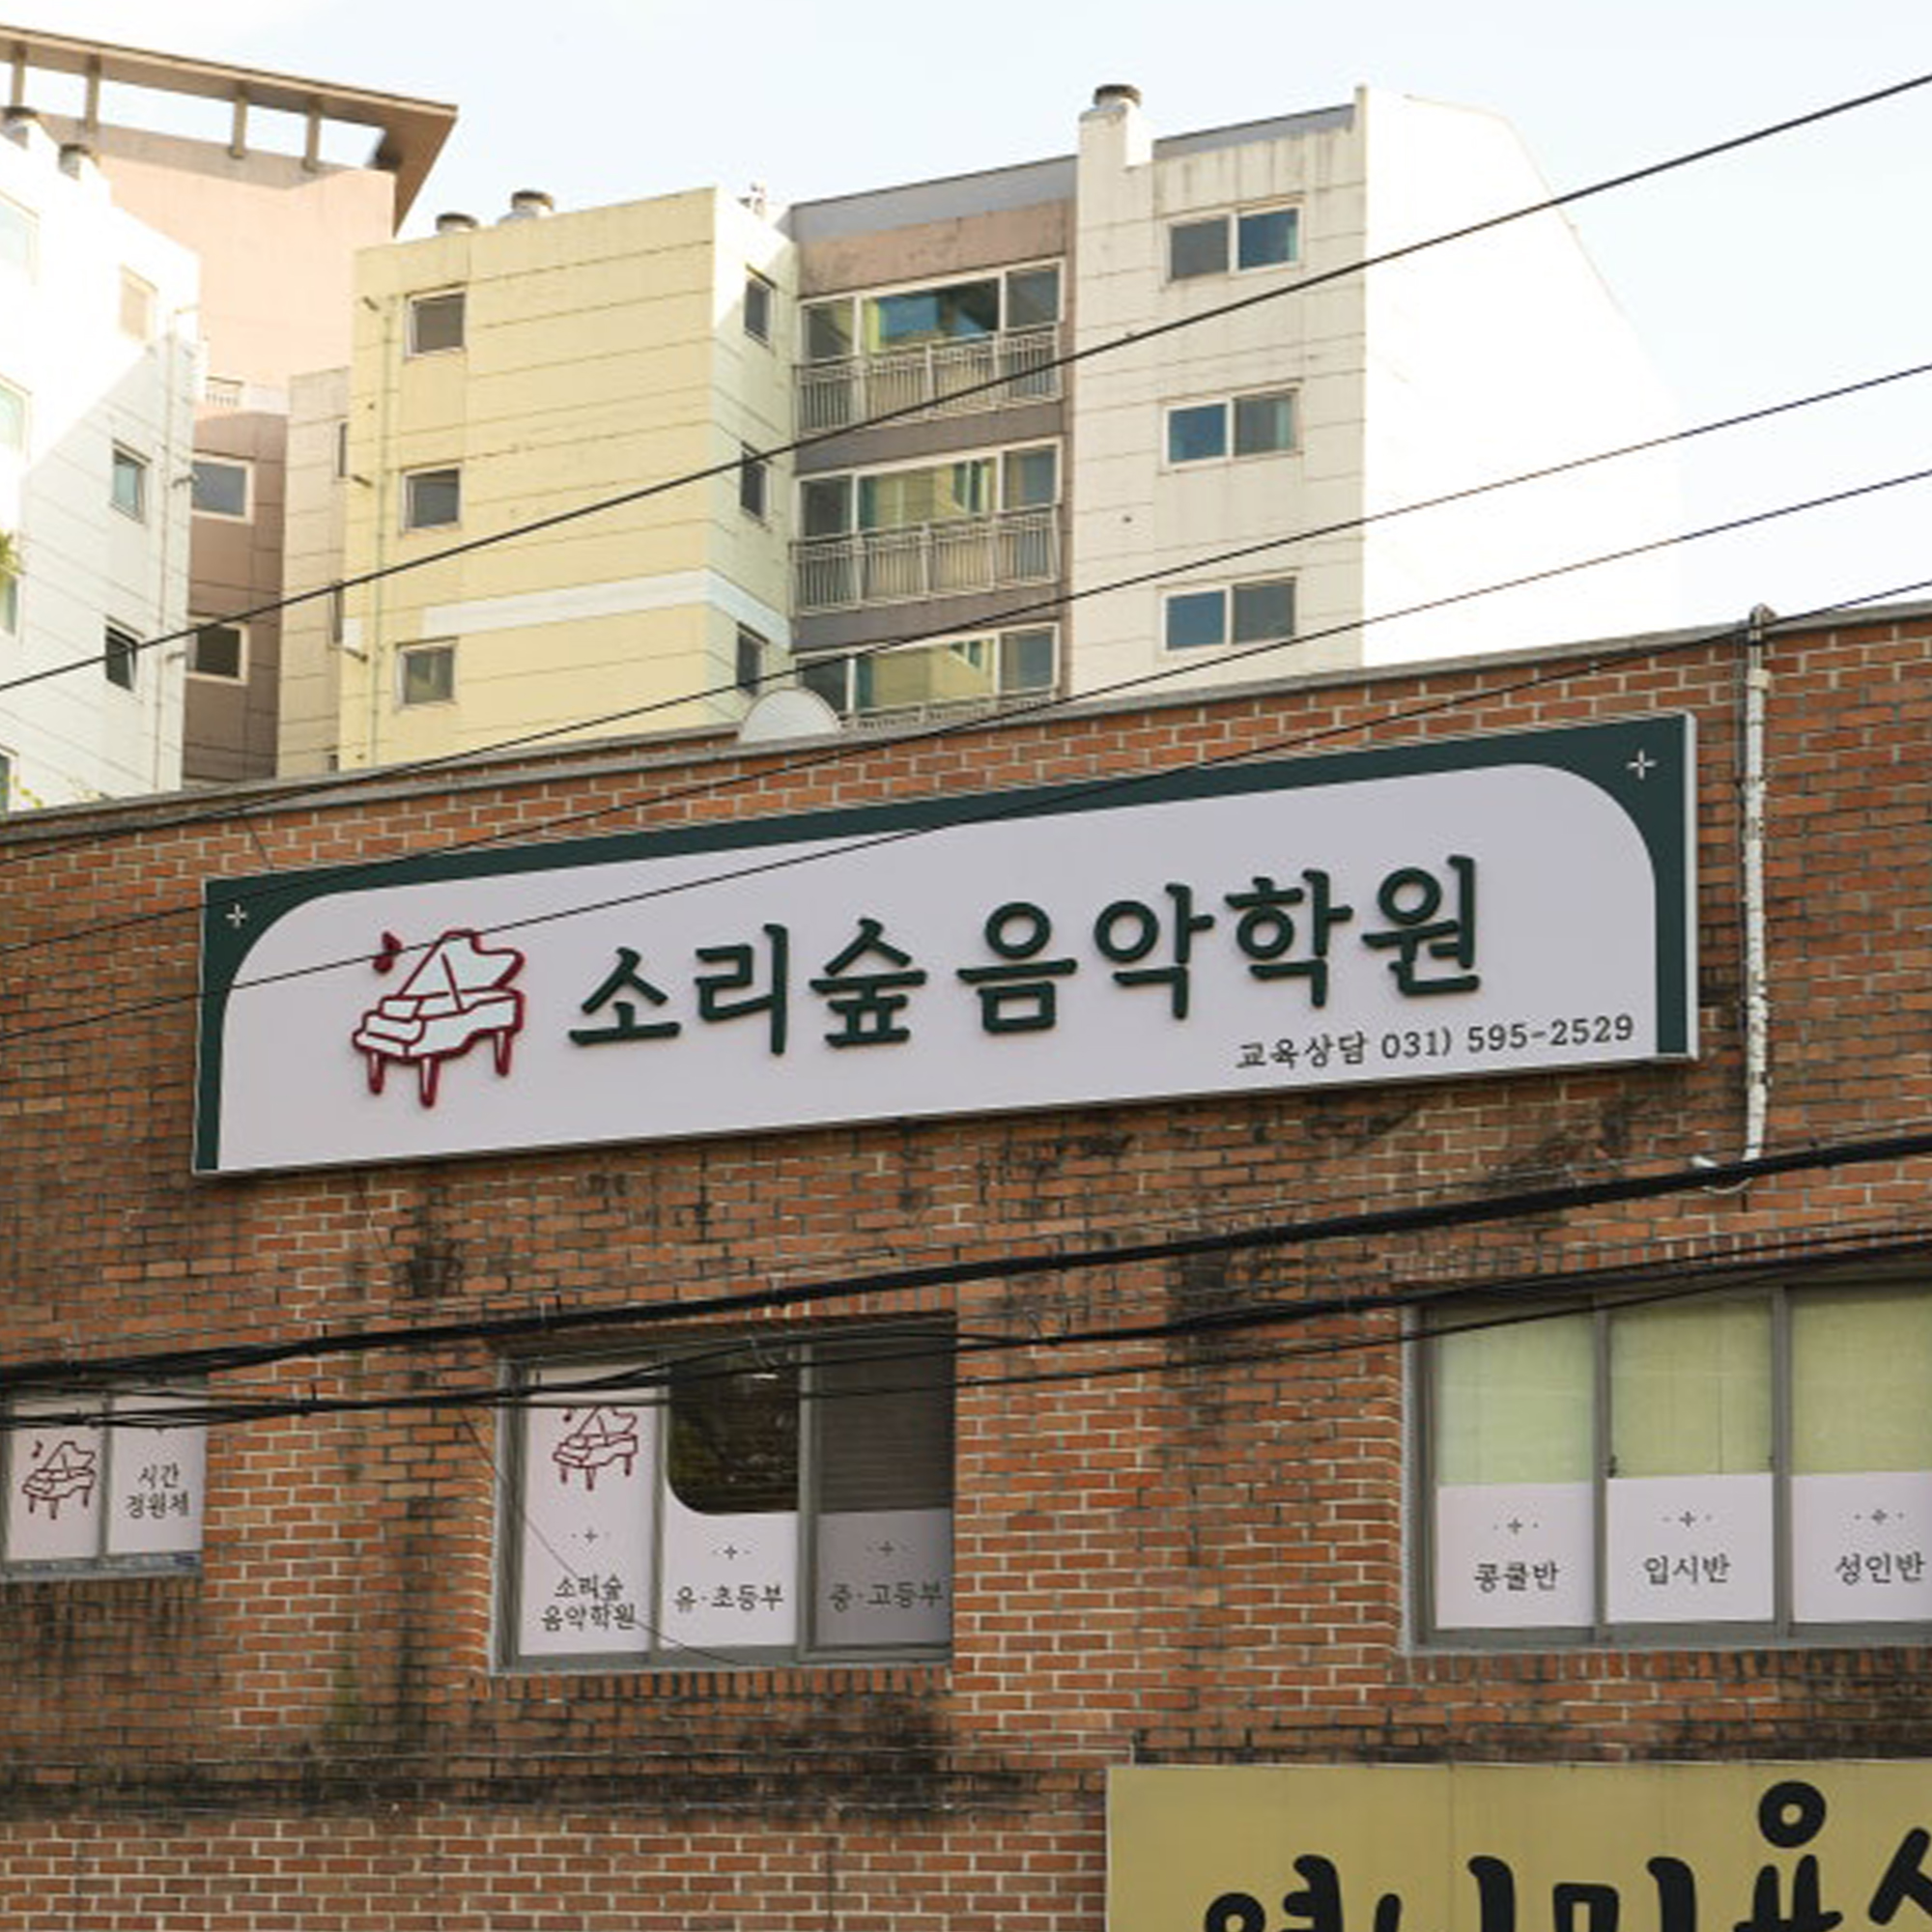 소리숲 음악학원
교육상담 031) 595-2529
시간
정원제
소리숲
음악학원
유·초등부
중·고등부
콩쿨반
입시반
성인반